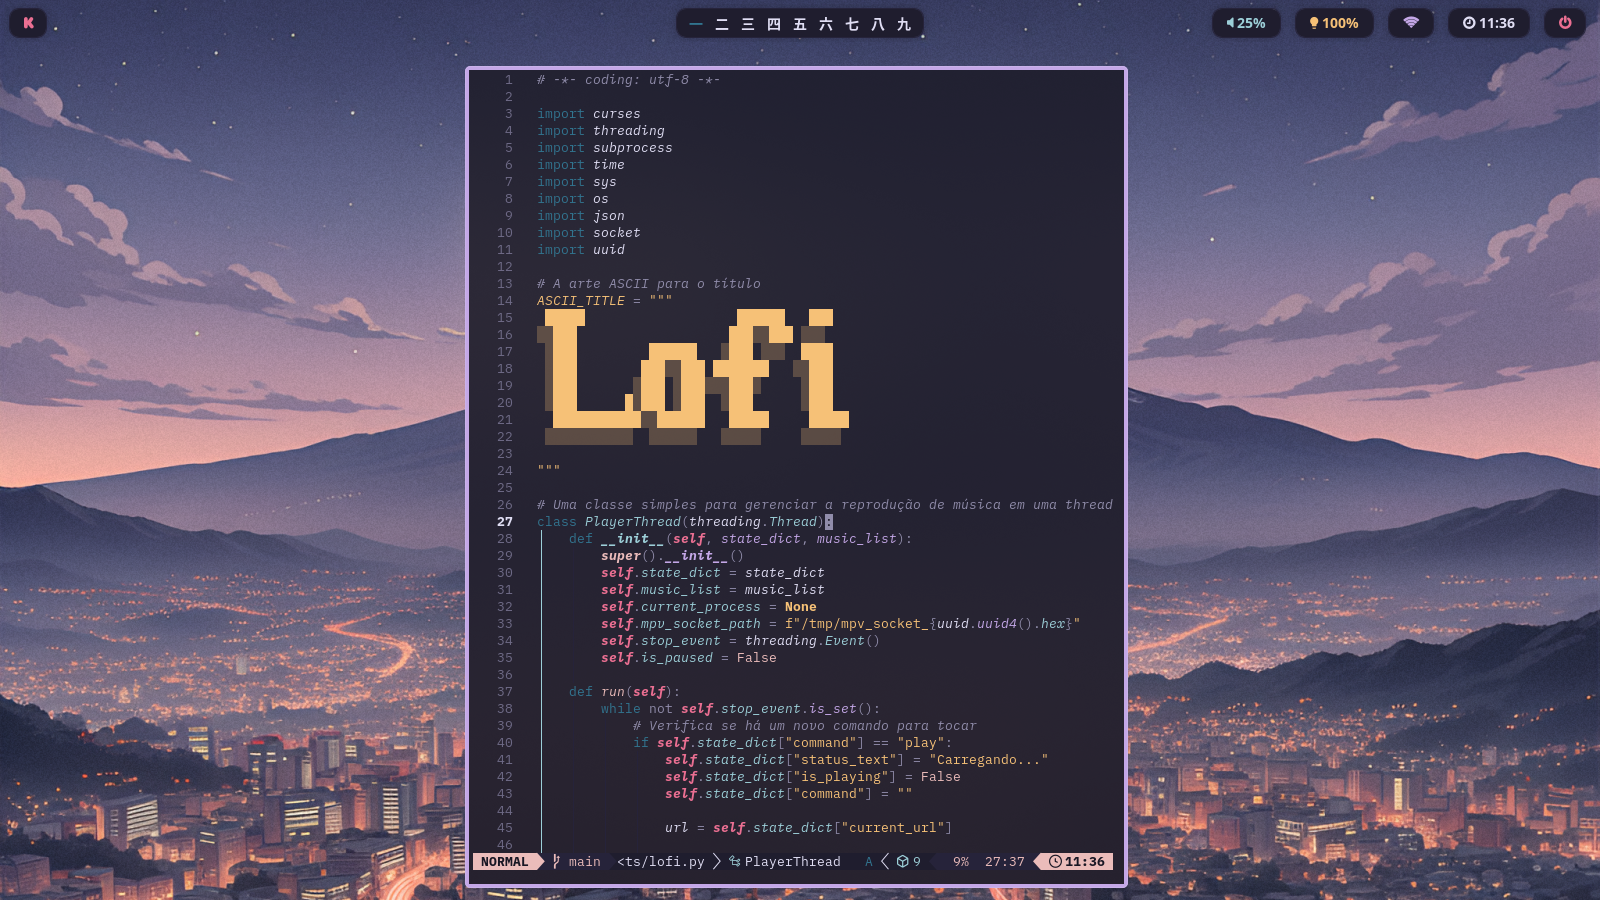 K
一 二 三 四 五 六 七 八 九
25%
100%
11:36
1 # -*- coding: utf-8 -*-
2
3 import curses
4 import threading
5 import subprocess
6 import time
7 import sys
8 import os
9 import json
10 import socket
11 import uuid
12
13 # A arte ASCII para o título
14 ASCII_TITLE = """
15
16
17
18
19
20
21
22
Lofi
23
24 """
25
26 # Uma classe simples para gerenciar a reprodução de música em uma thread
27 class PlayerThread(threading.Thread):
28     def __init__(self, state_dict, music_list):
29         super().__init__()
30         self.state_dict = state_dict
31         self.music_list = music_list
32         self.current_process = None
33         self.mpv_socket_path = f"/tmp/mpv_socket_{uuid.uuid4().hex}"
34         self.stop_event = threading.Event()
35         self.is_paused = False
36
37     def run(self):
38         while not self.stop_event.is_set():
39             # Verifica se há um novo comando para tocar
40             if self.state_dict["command"] == "play":
41                 self.state_dict["status_text"] = "Carregando..."
42                 self.state_dict["is_playing"] = False
43                 self.state_dict["command"] = ""
44
45                 url = self.state_dict["current_url"]
46
NORMAL main <ts/lofi.py PlayerThread A 9 9% 27:37 11:36